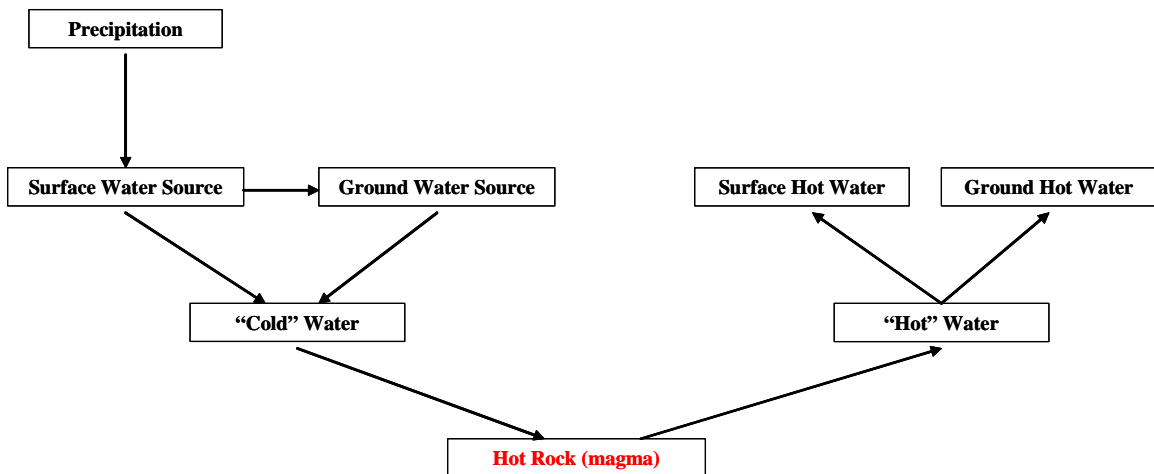 Precipitation
Surface Water Source
Ground Water Source
Surface Hot Water
Ground Hot Water
“Cold” Water
“Hot” Water
Hot Rock (magma)